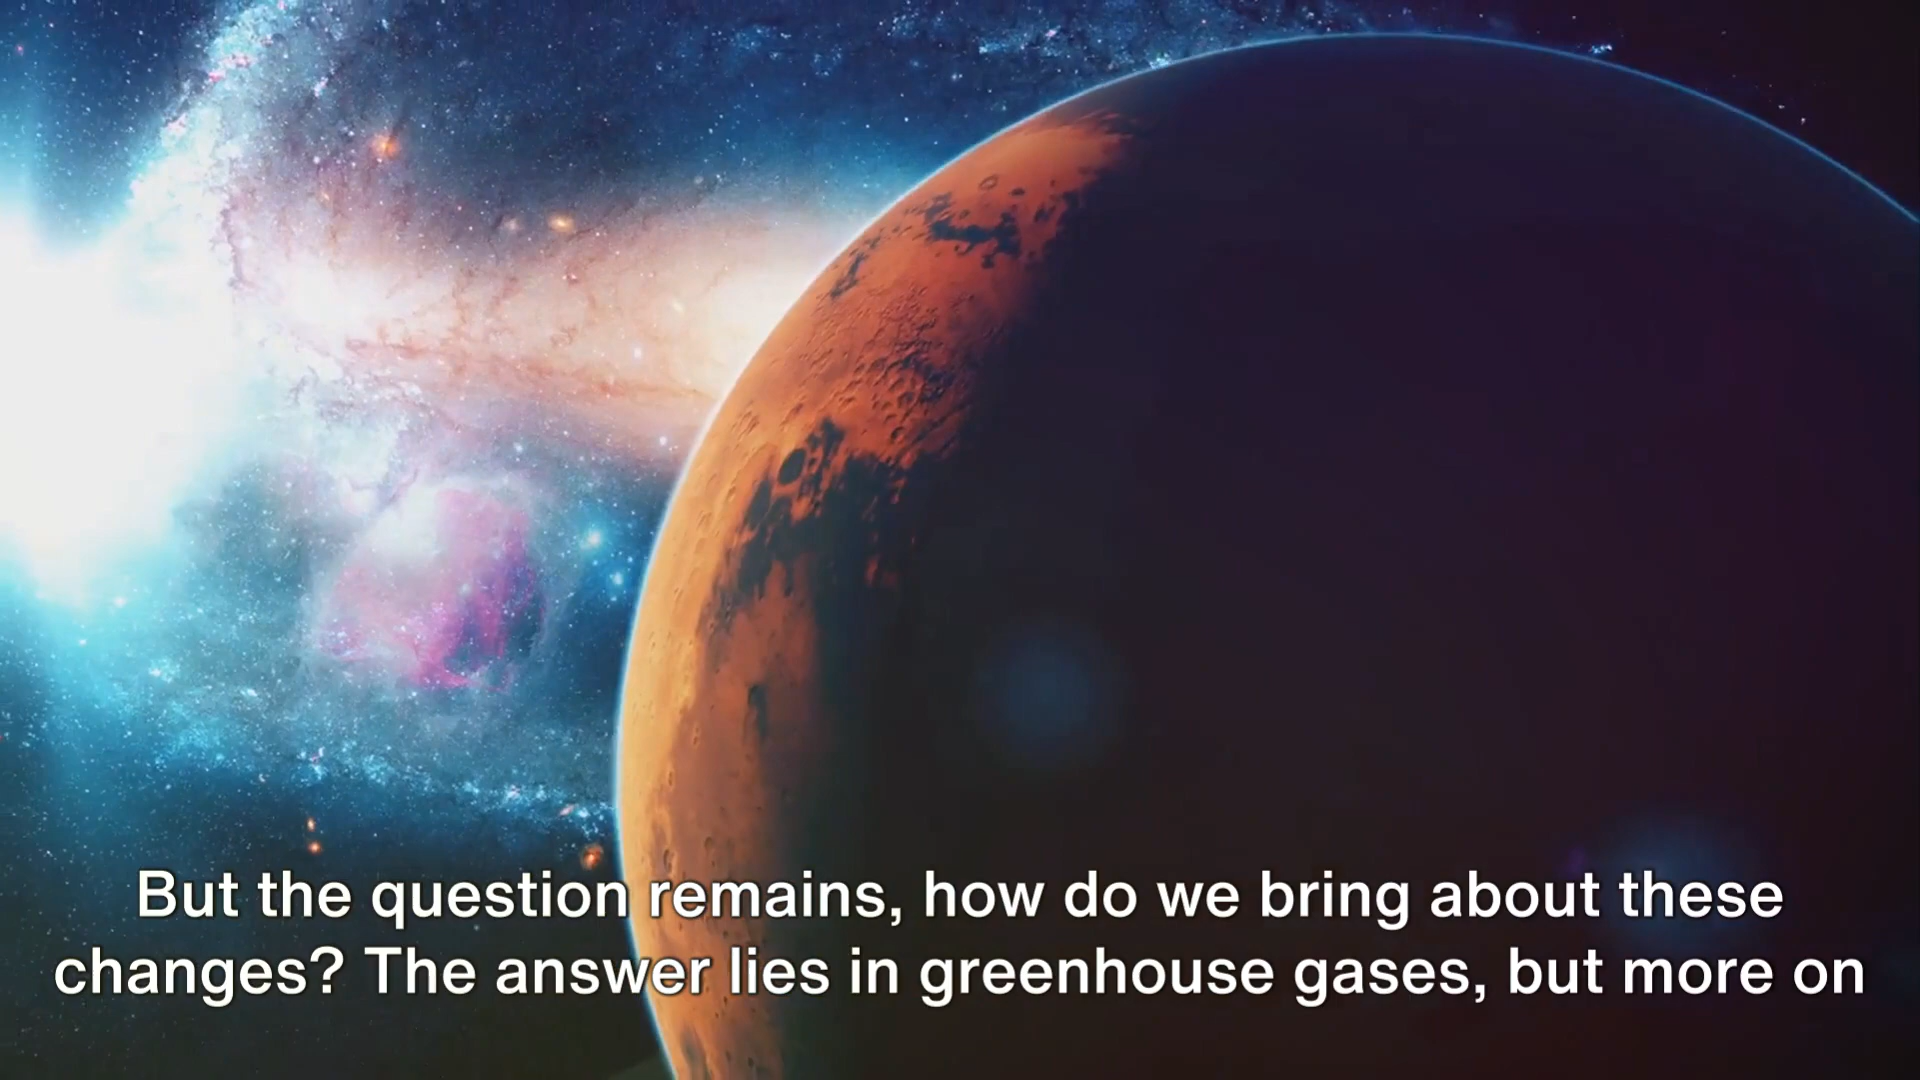 But the question remains, how do we bring about these
changes? The answer lies in greenhouse gases, but more on